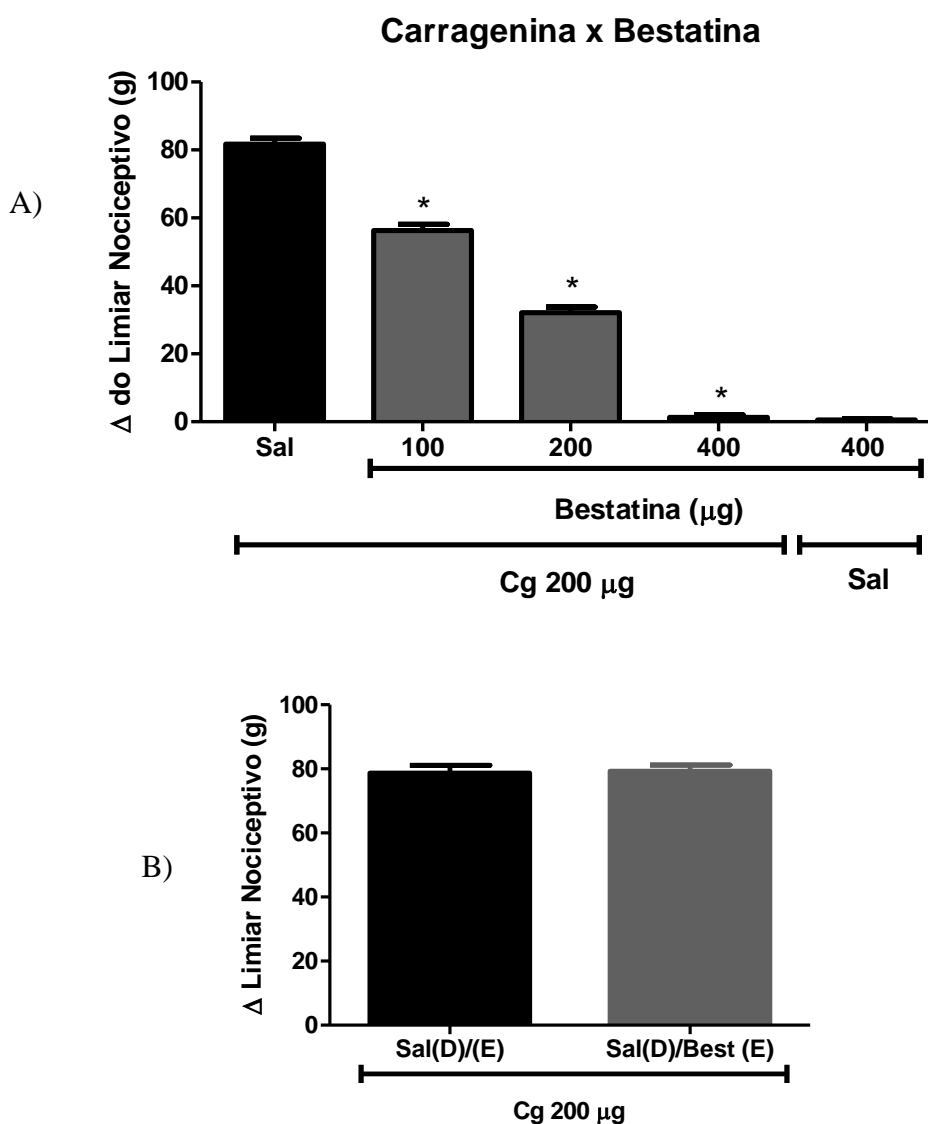 Carragenina x Bestatina
A)
Δ do Limiar Nociceptivo (g)
100
80
60
40
20
0
*
*
*
Sal 100 200 400 400
Bestatina (μg)
Cg 200 μg Sal
B)
Δ Limiar Nociceptivo (g)
100
80
60
40
20
0
Sal(D)/(E) Sal(D)/Best (E)
Cg 200 μg